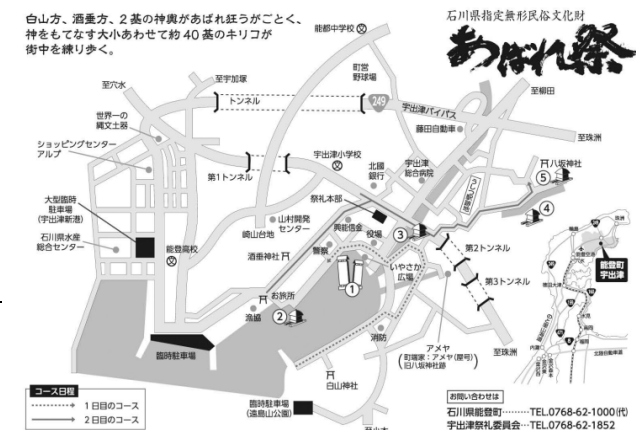 白山方、酒垂方、2基の神輿があばれ狂うがごとく、
神をもてなす大小あわせて約40基のキリコが
街中を練り歩く。
石川県指定無形民俗文化財
あばれ祭
能都中学校
至宇加塚
至穴水
町営
野球場
至柳田
トンネル
249
宇出津バイパス
世界一の
縄文土器
藤田自動車
至珠洲
ショッピングセンター
アルプ
宇出津小学校
北國
銀行
宇出津
総合病院
八坂神社
⑤
第1トンネル
大型臨時
駐車場
(宇出津新港)
祭礼本部
④
山村開発
センター
崎山台地
興能信金
役場
③
石川県水産
総合センター
能登高校
第2トンネル
酒垂神社
警察
いやさか
広場
能登町
宇出津
①
第3トンネル
お旅所
漁協
②
アメヤ
(町端家:アメヤ(屋号)
旧八坂神社跡)
消防
至珠洲
臨時駐車場
白山神社
コース日程
1日目のコース
2日目のコース
臨時駐車場
(遠島山公園)
お問い合わせは
石川県能登町………TEL.0768-62-1000(代)
宇出津祭礼委員会…TEL.0768-62-1852